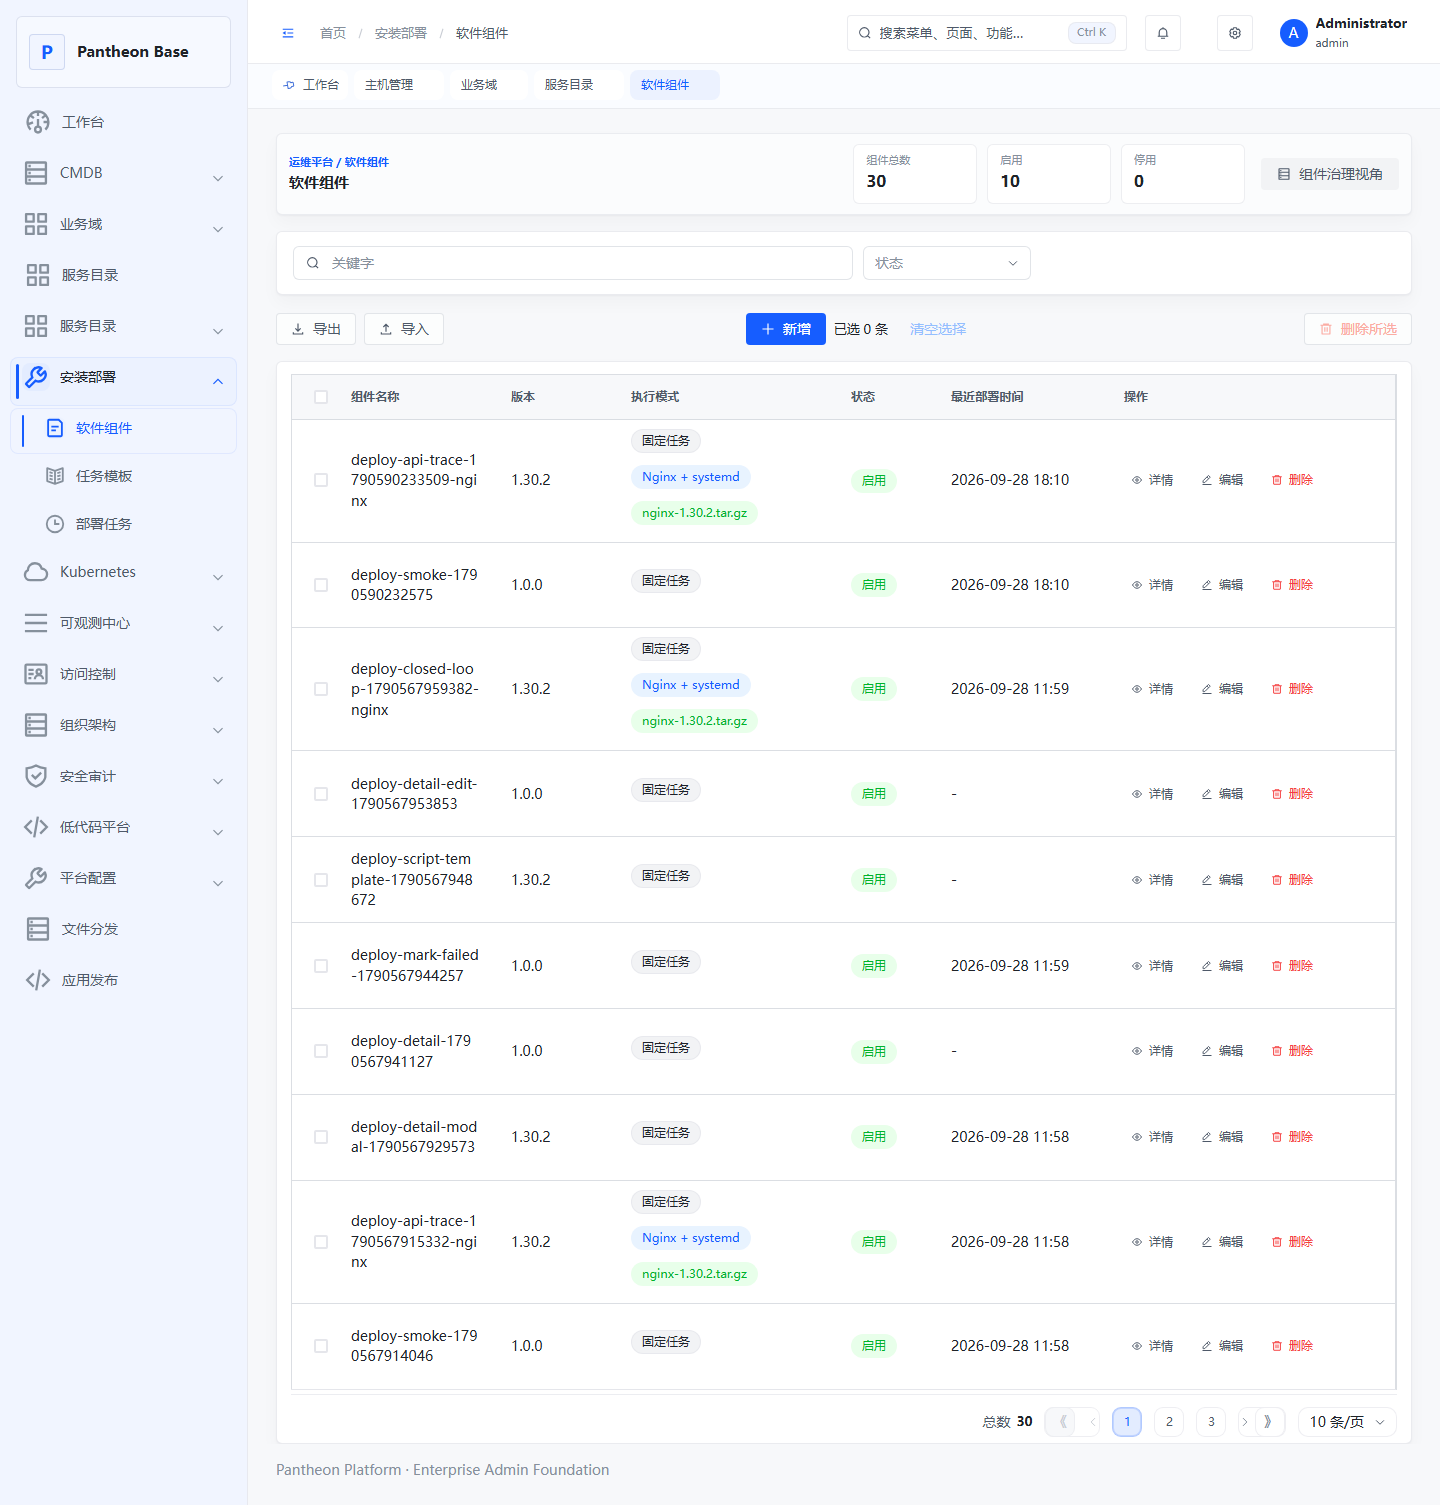 P Pantheon Base
工作台
CMDB
业务域
服务目录
服务目录
安装部署
软件组件
任务模板
部署任务
Kubernetes
可观测中心
访问控制
组织架构
安全审计
低代码平台
平台配置
文件分发
应用发布
首页 / 安装部署 / 软件组件
搜索菜单、页面、功能... Ctrl K
A Administrator
admin
工作台 主机管理 业务域 服务目录 软件组件
运维平台 / 软件组件
软件组件
组件总数
30
启用
10
停用
0
组件治理视角
关键字 状态
导出 导入 新增 已选 0 条 清空选择 删除所选
组件名称 版本 执行模式 状态 最近部署时间 操作
deploy-api-trace-1
790590233509-ngi
nx
1.30.2
固定任务
Nginx + systemd
nginx-1.30.2.tar.gz
启用 2026-09-28 18:10 详情 编辑 删除
deploy-smoke-179
0590232575
1.0.0 固定任务 启用 2026-09-28 18:10 详情 编辑 删除
deploy-closed-loo
p-1790567959382-
nginx
1.30.2
固定任务
Nginx + systemd
nginx-1.30.2.tar.gz
启用 2026-09-28 11:59 详情 编辑 删除
deploy-detail-edit-
1790567953853
1.0.0 固定任务 启用 - 详情 编辑 删除
deploy-script-tem
plate-1790567948
672
1.30.2 固定任务 启用 - 详情 编辑 删除
deploy-mark-failed
-1790567944257
1.0.0 固定任务 启用 2026-09-28 11:59 详情 编辑 删除
deploy-detail-179
0567941127
1.0.0 固定任务 启用 - 详情 编辑 删除
deploy-detail-mod
al-1790567929573
1.30.2 固定任务 启用 2026-09-28 11:58 详情 编辑 删除
deploy-api-trace-1
790567915332-ngi
nx
1.30.2
固定任务
Nginx + systemd
nginx-1.30.2.tar.gz
启用 2026-09-28 11:58 详情 编辑 删除
deploy-smoke-179
0567914046
1.0.0 固定任务 启用 2026-09-28 11:58 详情 编辑 删除
总数 30 1 2 3 10 条/页
Pantheon Platform · Enterprise Admin Foundation